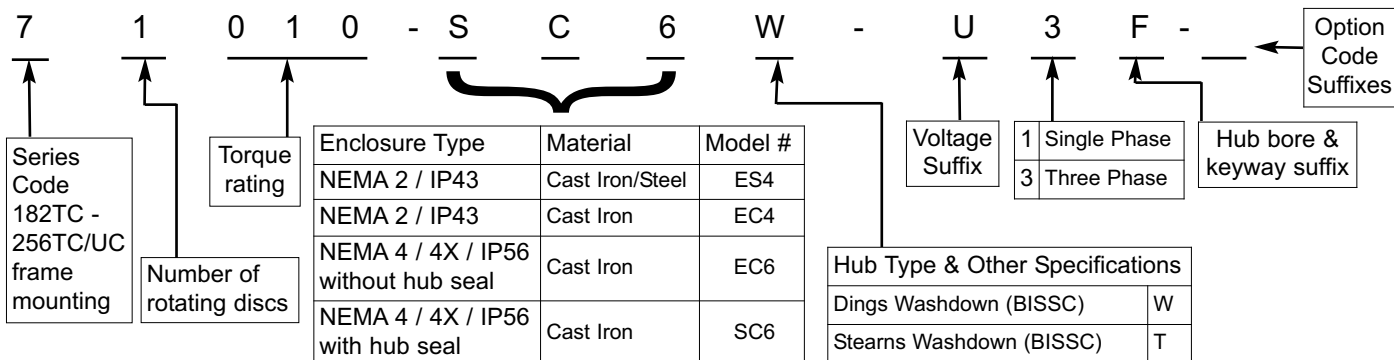 7 1 0 1 0 - S C 6 W - U 3 F -
Option
Code
Suffixes
Series
Code
182TC -
256TC/UC
frame
mounting
Number of
rotating discs
Torque
rating
Enclosure Type Material Model #
NEMA 2 / IP43 Cast Iron/Steel ES4
NEMA 2 / IP43 Cast Iron EC4
NEMA 4 / 4X / IP56
without hub seal Cast Iron EC6
NEMA 4 / 4X / IP56
with hub seal Cast Iron SC6
Voltage
Suffix
1 Single Phase
3 Three Phase
Hub bore &
keyway suffix
Hub Type & Other Specifications
Dings Washdown (BISSC) W
Stearns Washdown (BISSC) T